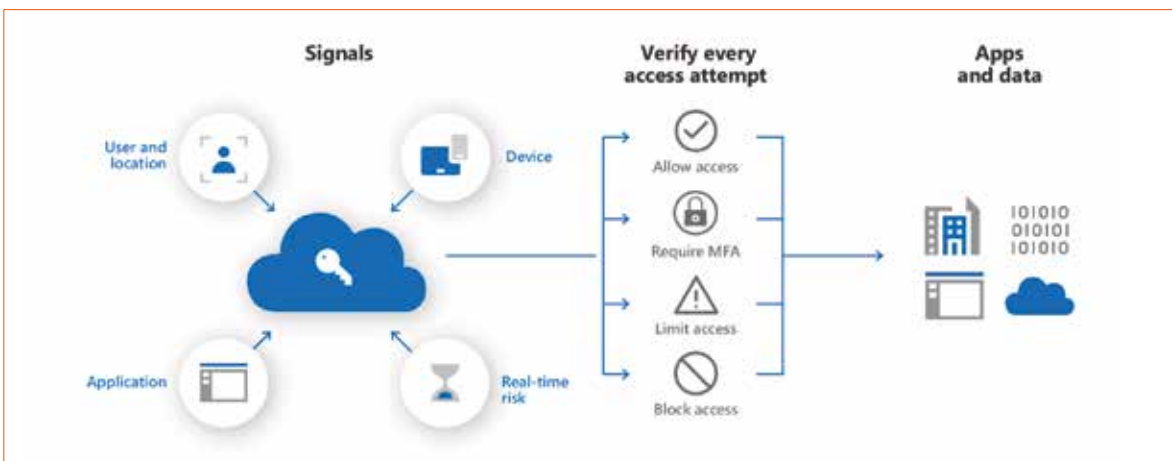 Signals
Verify every
access attempt
Apps
and data
User and
location
Device
Application
Real-time
risk
Allow access
Require MFA
Limit access
Block access
101010
010101
101010